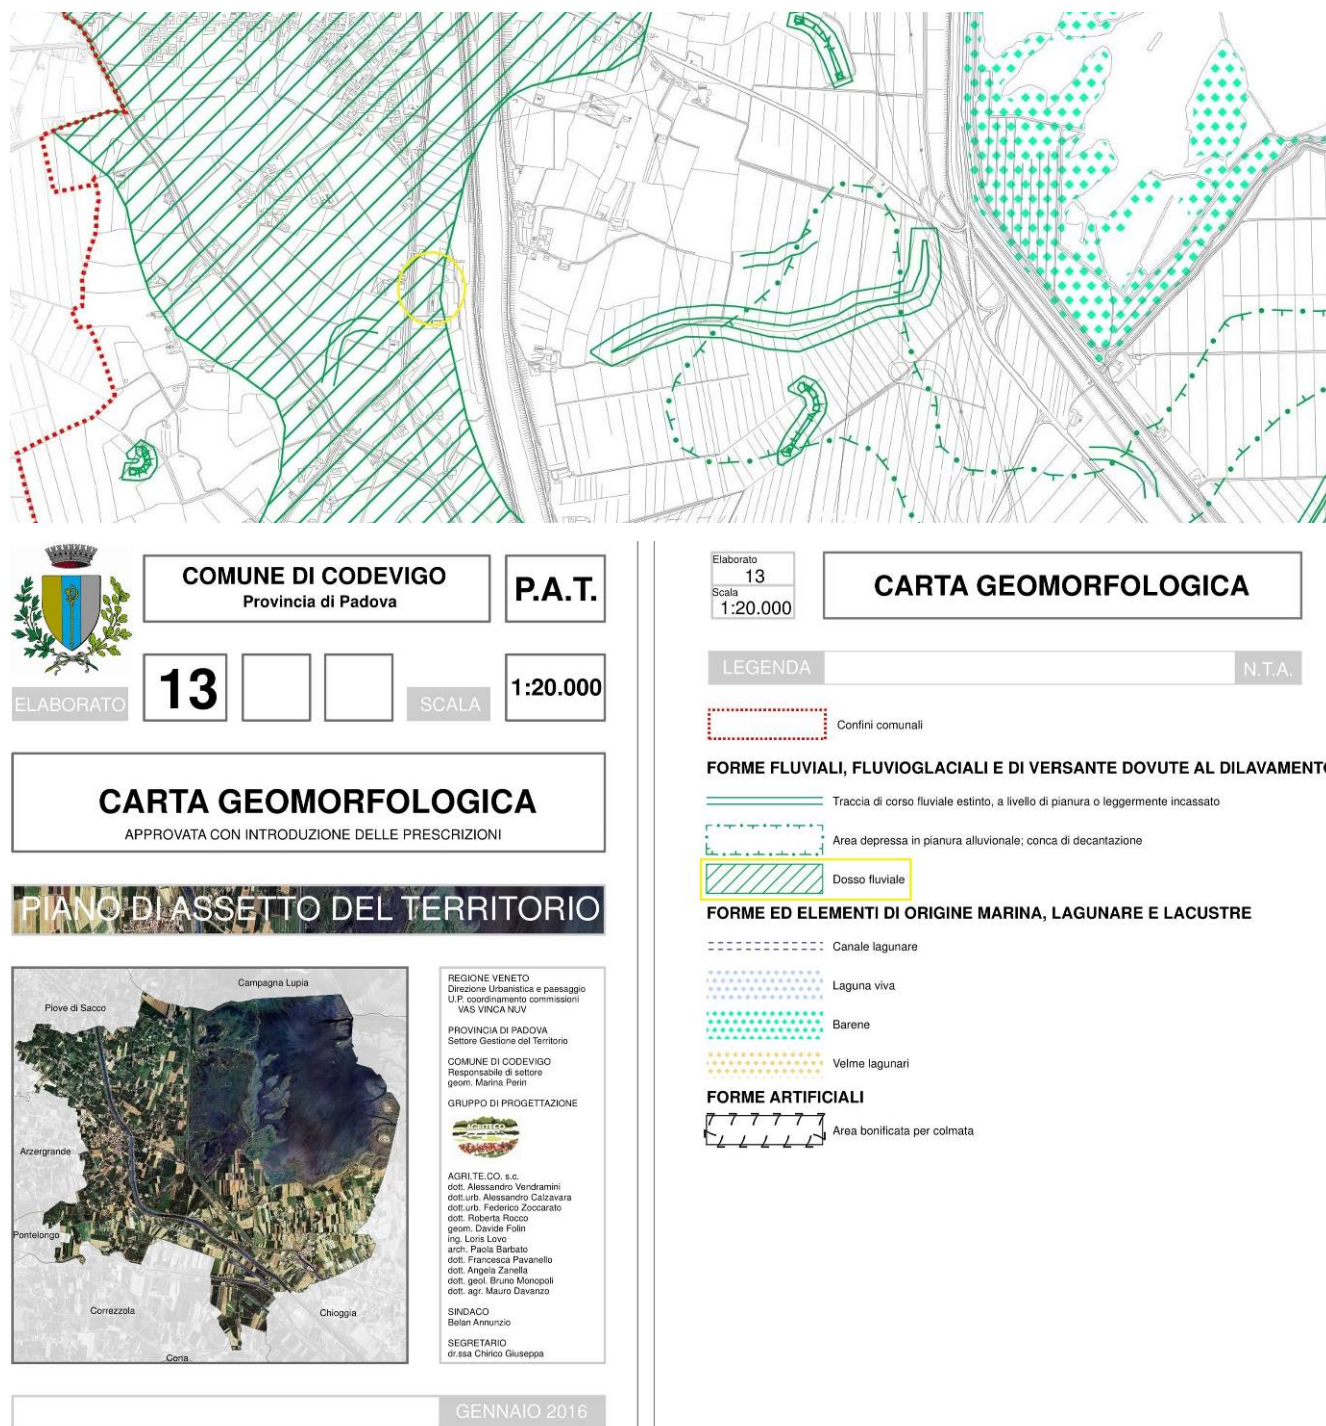 COMUNE DI CODEVIGO
Provincia di Padova
P.A.T.
ELABORATO
13
SCALA
1:20.000
CARTA GEOMORFOLOGICA
APPROVATA CON INTRODUZIONE DELLE PRESCRIZIONI
PIANO DI ASSETTO DEL TERRITORIO
Campagna Lupia
Piove di Sacco
Arzergrande
Pontelongo
Correzzola
Chioggia
Cona
REGIONE VENETO
Direzione Urbanistica e paesaggio
U.P. coordinamento commissioni
VAS VINCA NUV
PROVINCIA DI PADOVA
Settore Gestione del Territorio
COMUNE DI CODEVIGO
Responsabile di settore
geom. Marina Perin
GRUPPO DI PROGETTAZIONE
AGRITECO
AGRI.TE.CO. s.c.
dott. Alessandro Vendramini
dott.urb. Alessandro Calzavara
dott.urb. Federico Zoccarato
dott. Roberta Rocco
geom. Davide Folin
ing. Loris Lovo
arch. Paola Barbato
dott. Francesca Pavanello
dott. Angela Zanella
dott. geol. Bruno Monopoli
dott. agr. Mauro Davanzo
SINDACO
Belan Annunzio
SEGRETARIO
dr.ssa Chirico Giuseppa
GENNAIO 2016
Elaborato
13
Scala
1:20.000
CARTA GEOMORFOLOGICA
LEGENDA
N.T.A.
Confini comunali
FORME FLUVIALI, FLUVIOGLACIALI E DI VERSANTE DOVUTE AL DILAVAMENTO
Traccia di corso fluviale estinto, a livello di pianura o leggermente incassato
Area depressa in pianura alluvionale; conca di decantazione
Dosso fluviale
FORME ED ELEMENTI DI ORIGINE MARINA, LAGUNARE E LACUSTRE
Canale lagunare
Laguna viva
Barene
Velme lagunari
FORME ARTIFICIALI
Area bonificata per colmata